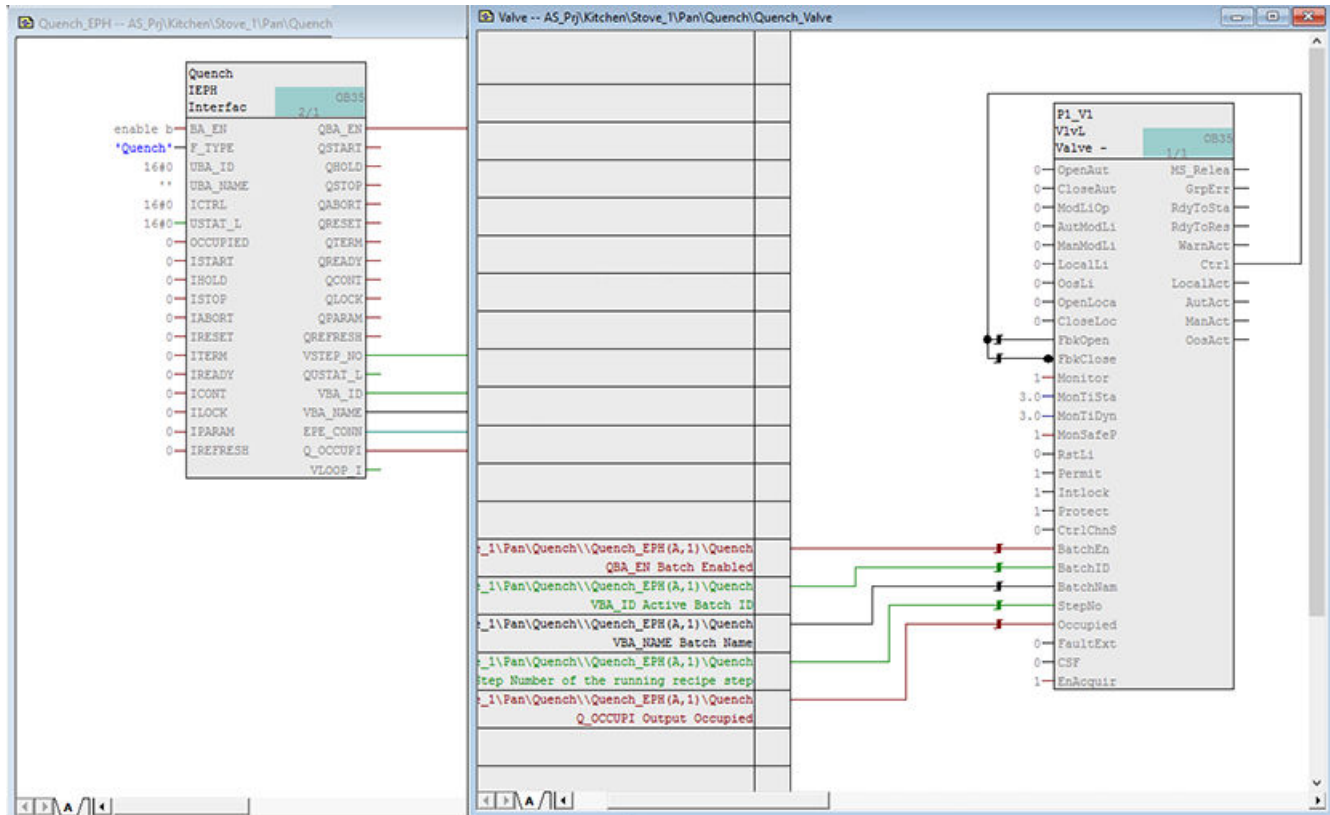 Quench_EPH -- AS_Prj\Kitchen\Stove_1\Pan\Quench
Quench
IEPH
Interfac
OB35
2/1
enable b BA_EN QBA_EN
"Quench" F_TYPE QSTART
16#0 UBA_ID QHOLD
"" UBA_NAME QSTOP
16#0 ICTRL QABORT
16#0 USTAT_L QRESET
0 OCCUPIED QTERM
0 ISTART QREADY
0 IHOLD QCONT
0 ISTOP QLOCK
0 IABORT QPARAM
0 IRESET QREFRESH
0 ITERM VSTEP_NO
0 IREADY QUSTAT_L
0 ICONT VBA_ID
0 ILOCK VBA_NAME
0 IPARAM EPE_CONN
0 IREFRESH Q_OCCUPI
VLOOP_I
A
Valve -- AS_Prj\Kitchen\Stove_1\Pan\Quench\Quench_Valve
e_1\Pan\Quench\\Quench_EPH(A,1)\Quench
QBA_EN Batch Enabled
e_1\Pan\Quench\\Quench_EPH(A,1)\Quench
VBA_ID Active Batch ID
e_1\Pan\Quench\\Quench_EPH(A,1)\Quench
VBA_NAME Batch Name
e_1\Pan\Quench\\Quench_EPH(A,1)\Quench
Step Number of the running recipe step
e_1\Pan\Quench\\Quench_EPH(A,1)\Quench
Q_OCCUPI Output Occupied
P1_V1
VlvL
Valve -
OB35
1/1
0 OpenAut MS_Relea
0 CloseAut GrpErr
0 ModLiOp RdyToSta
0 AutModLi RdyToRes
0 ManModLi WarnAct
0 LocalLi Ctrl
0 OosLi LocalAct
0 OpenLoca AutAct
0 CloseLoc ManAct
FbkOpen OosAct
FbkClose
1 Monitor
3.0 MonTiSta
3.0 MonTiDyn
1 MonSafeP
0 RstLi
1 Permit
1 Intlock
1 Protect
0 CtrlChnS
BatchEn
BatchID
BatchNam
StepNo
Occupied
0 FaultExt
0 CSF
1 EnAcquir
A